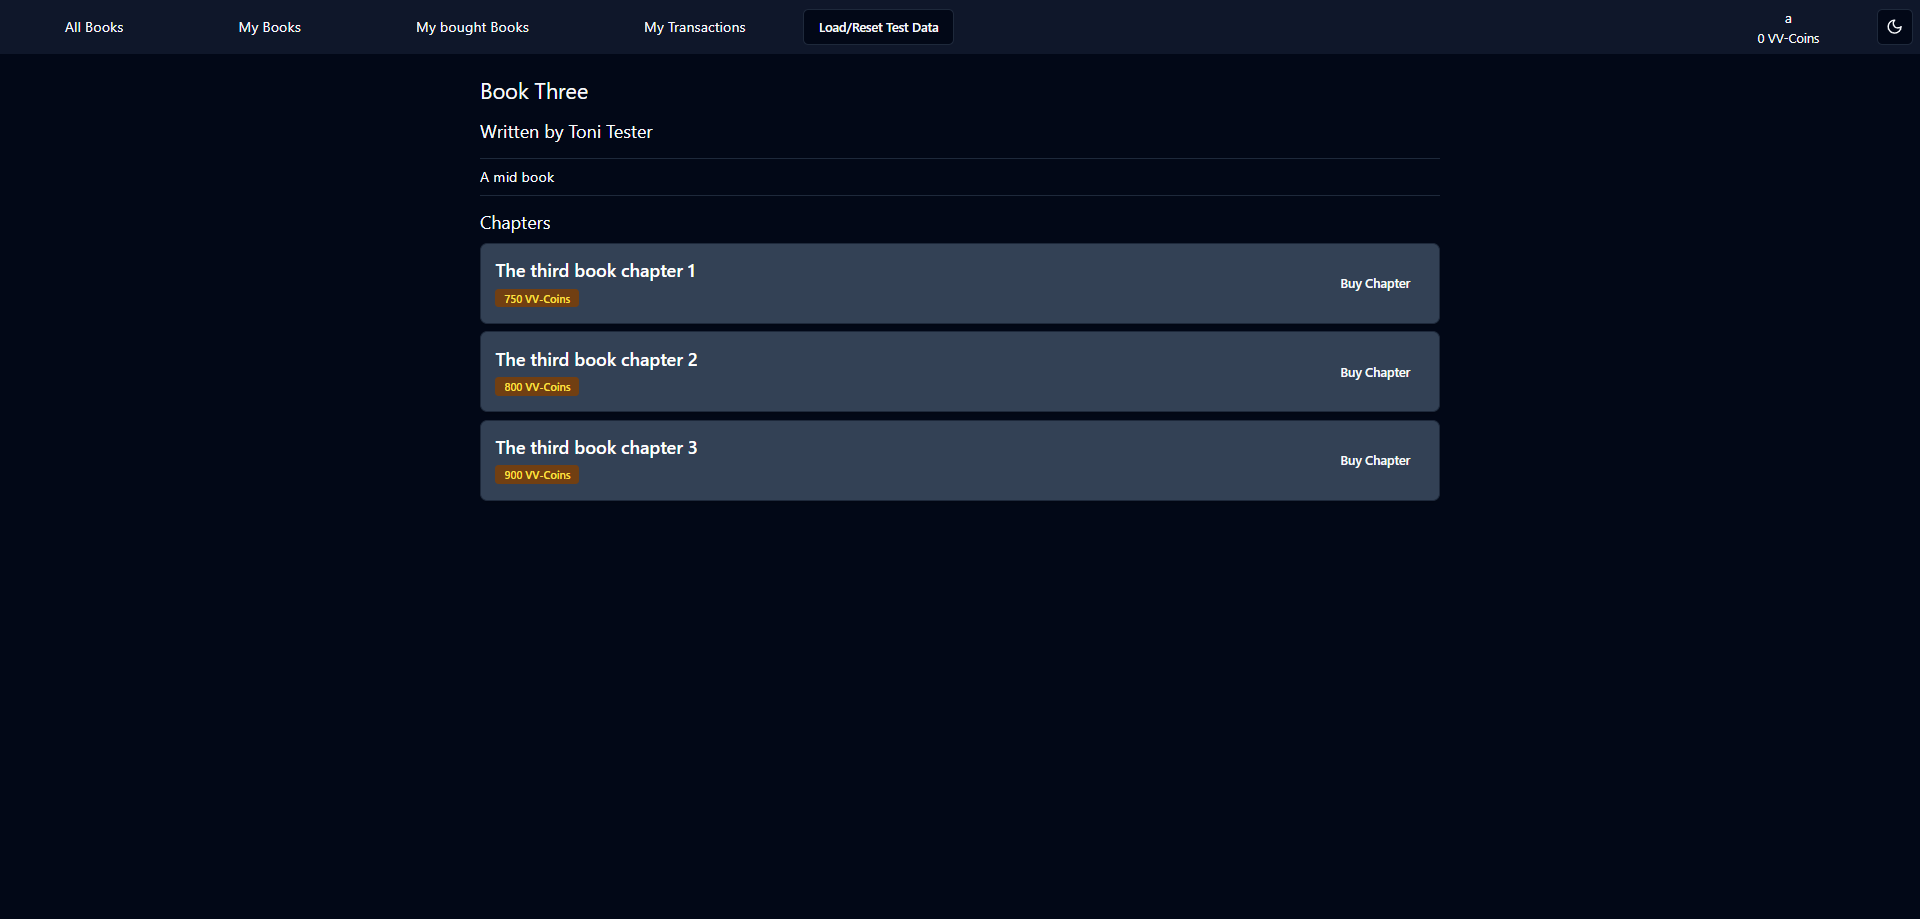 All Books
My Books
My bought Books
My Transactions
Load/Reset Test Data
a
0 VV-Coins
Book Three
Written by Toni Tester
A mid book
Chapters
The third book chapter 1
750 VV-Coins
Buy Chapter
The third book chapter 2
800 VV-Coins
Buy Chapter
The third book chapter 3
900 VV-Coins
Buy Chapter